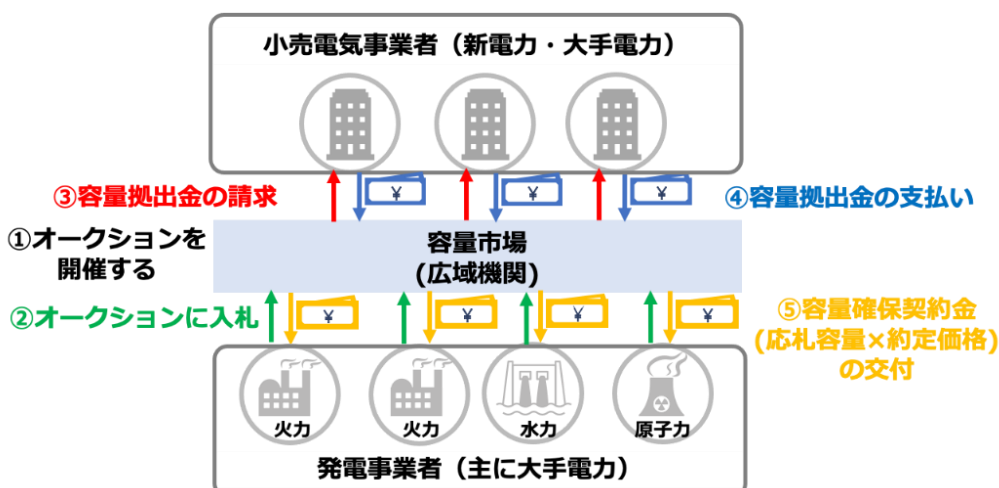 小売電気事業者（新電力・大手電力）
③容量拠出金の請求
¥
¥
¥
④容量拠出金の支払い
①オークションを
開催する
容量市場
(広域機関)
②オークションに入札
¥
¥
¥
¥
⑤容量確保契約金
(応札容量×約定価格)
の交付
火力
火力
水力
原子力
発電事業者（主に大手電力）